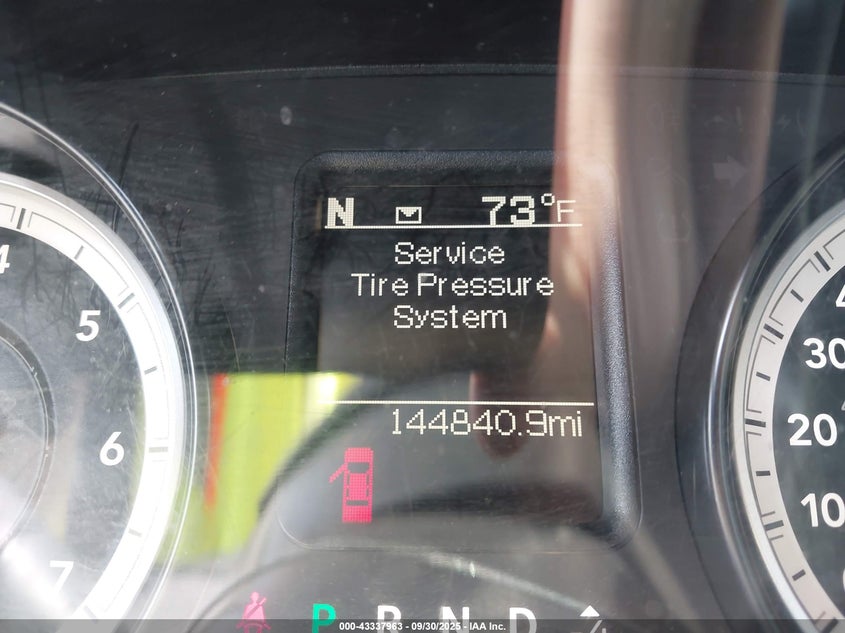 N 73°F
Service
Tire Pressure
System
144840.9mi
4
5
6
7
30
20
10
P R N D
000-43337963 - 09/30/2025 - IAA Inc.